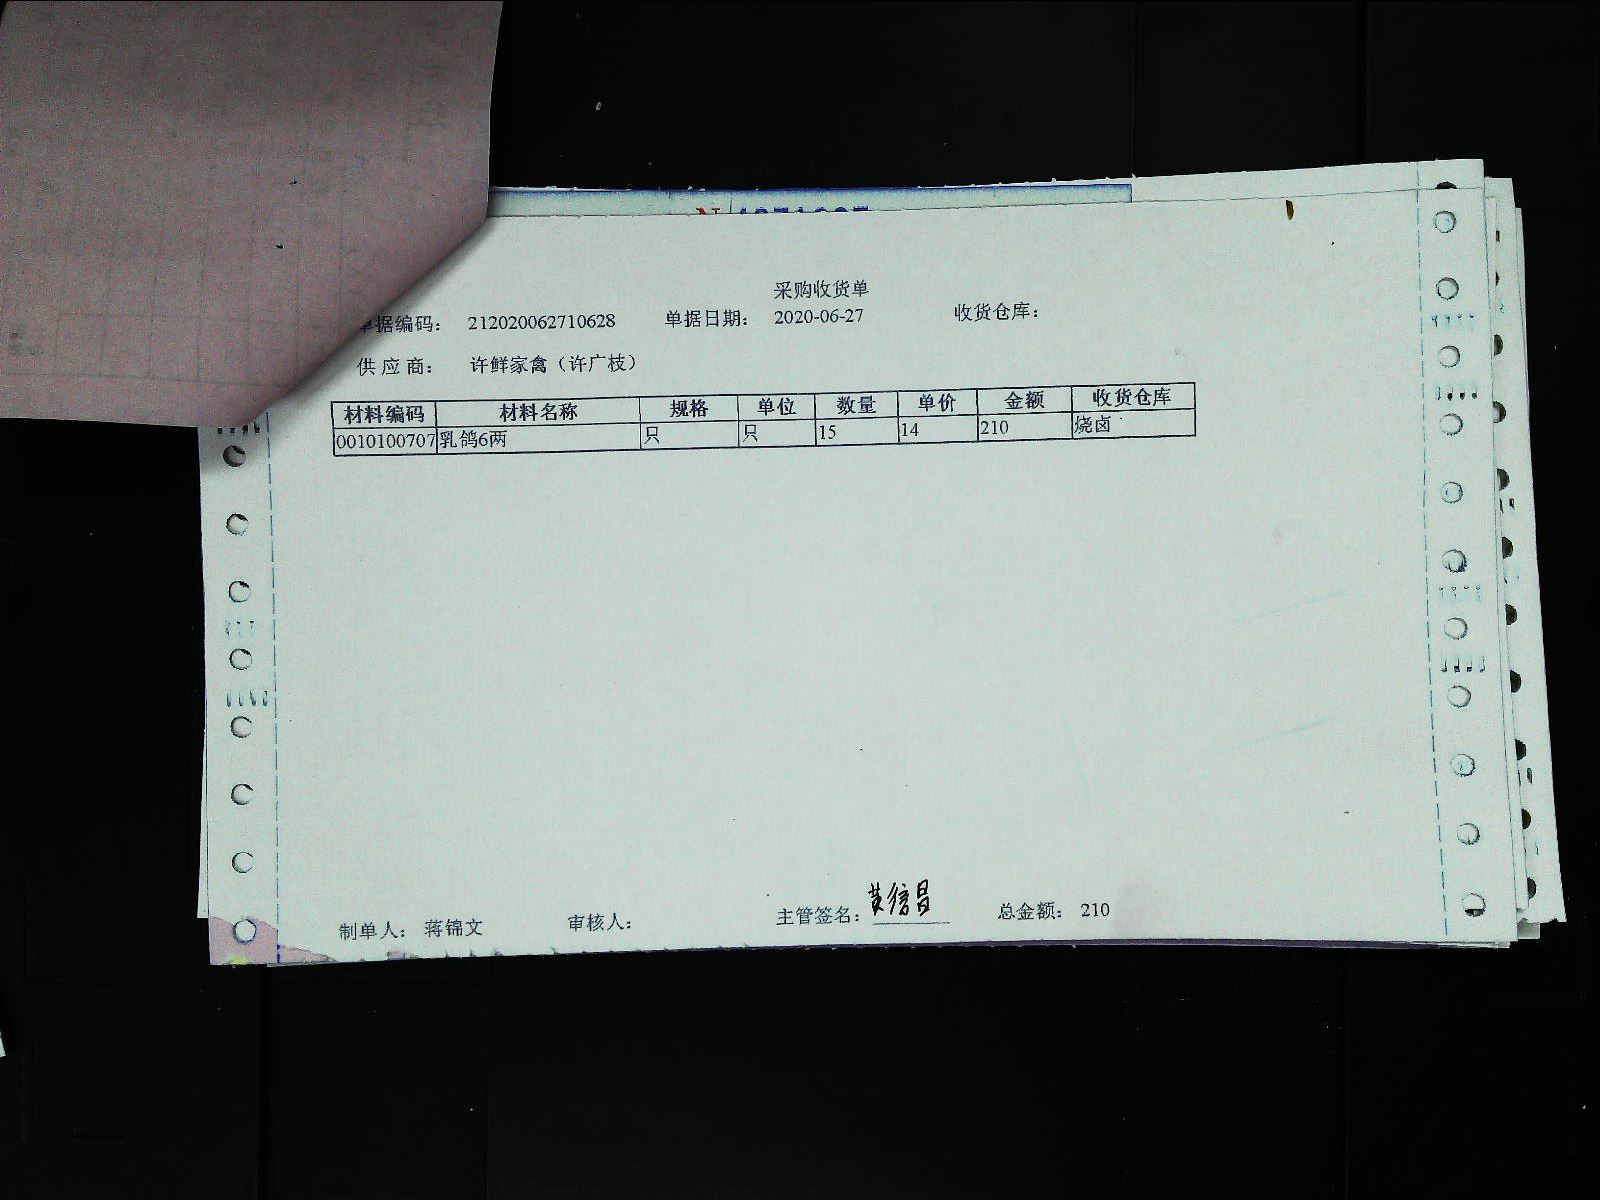 采购收货单
单据编码： 212020062710628 单据日期： 2020-06-27 收货仓库：
供应商： 许鲜家禽（许广枝）
材料编码 材料名称 规格 单位 数量 单价 金额 收货仓库
0010100707 乳鸽6两 只 只 15 14 210 烧卤
制单人： 蒋锦文 审核人： 主管签名： 黄信昌 总金额： 210